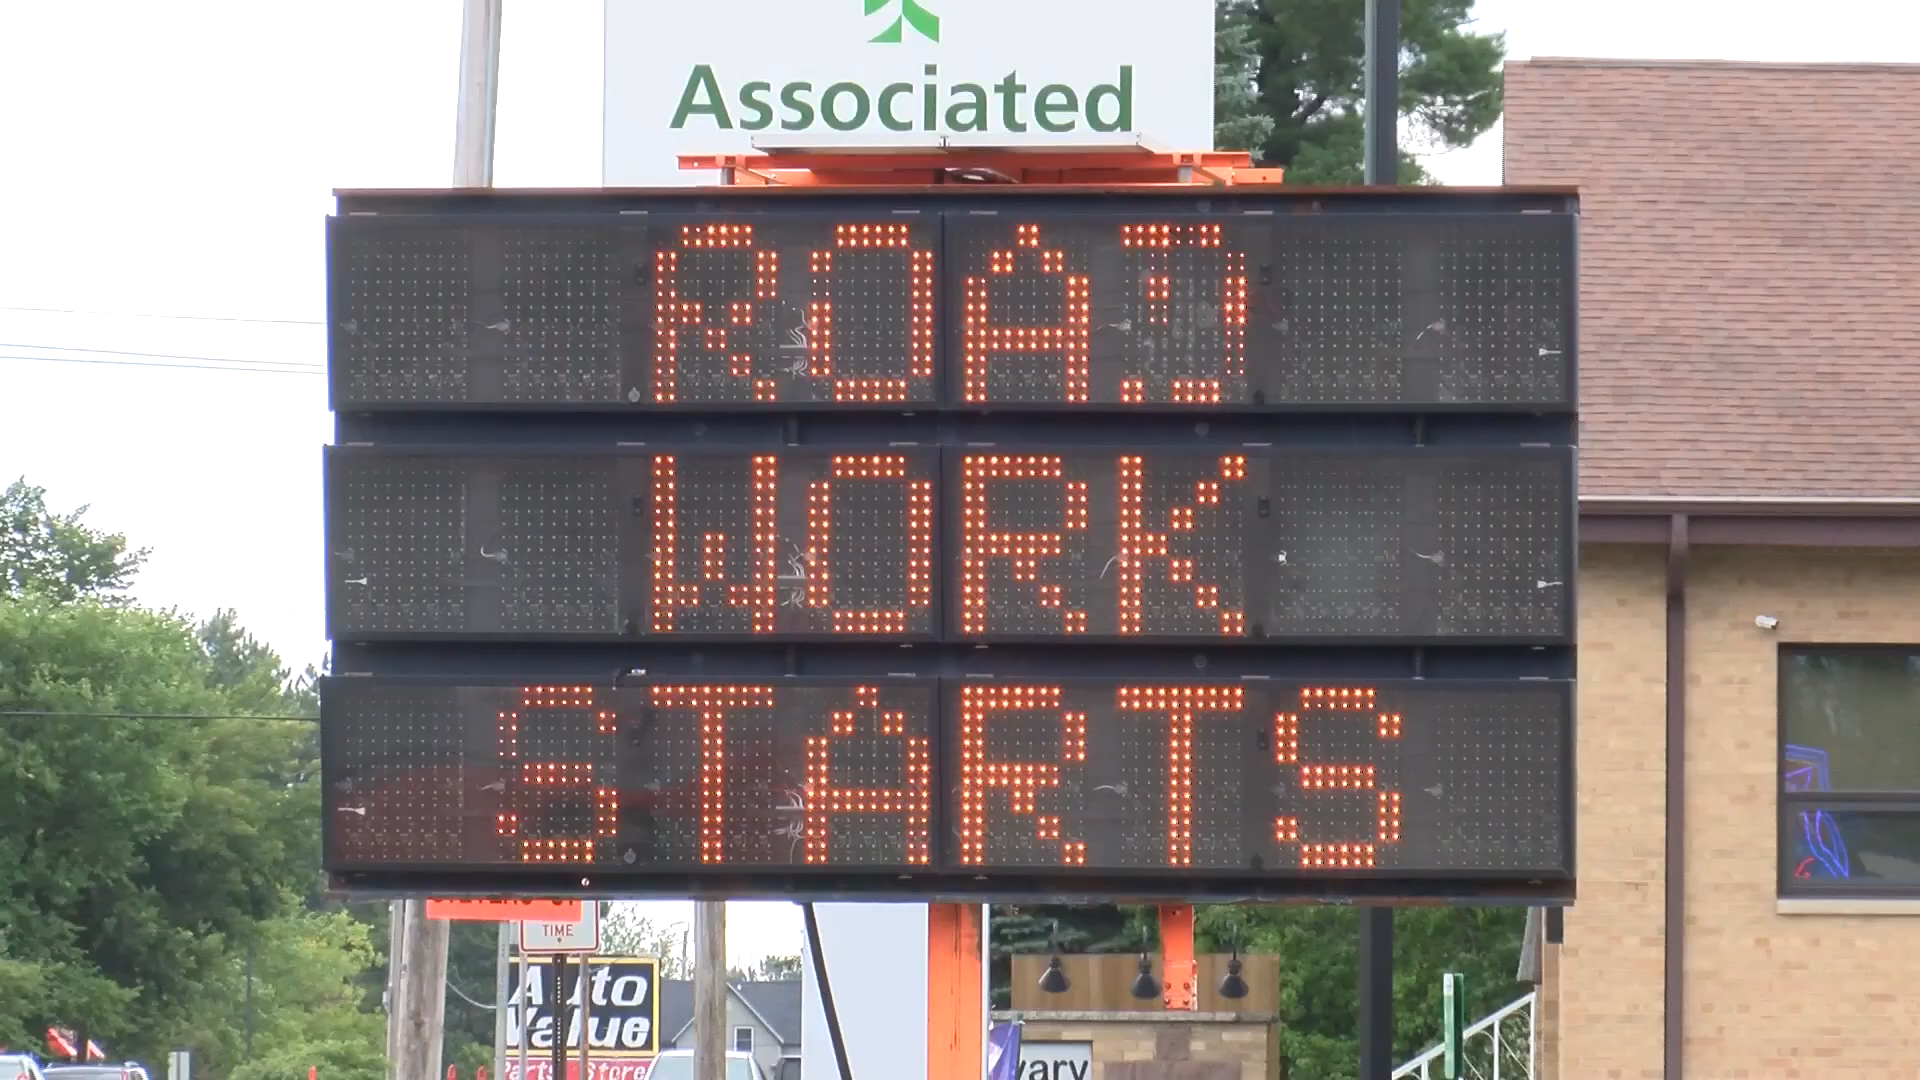 Associated
ROAD
WORK
STARTS
TIME
Auto
Value
Parts Store